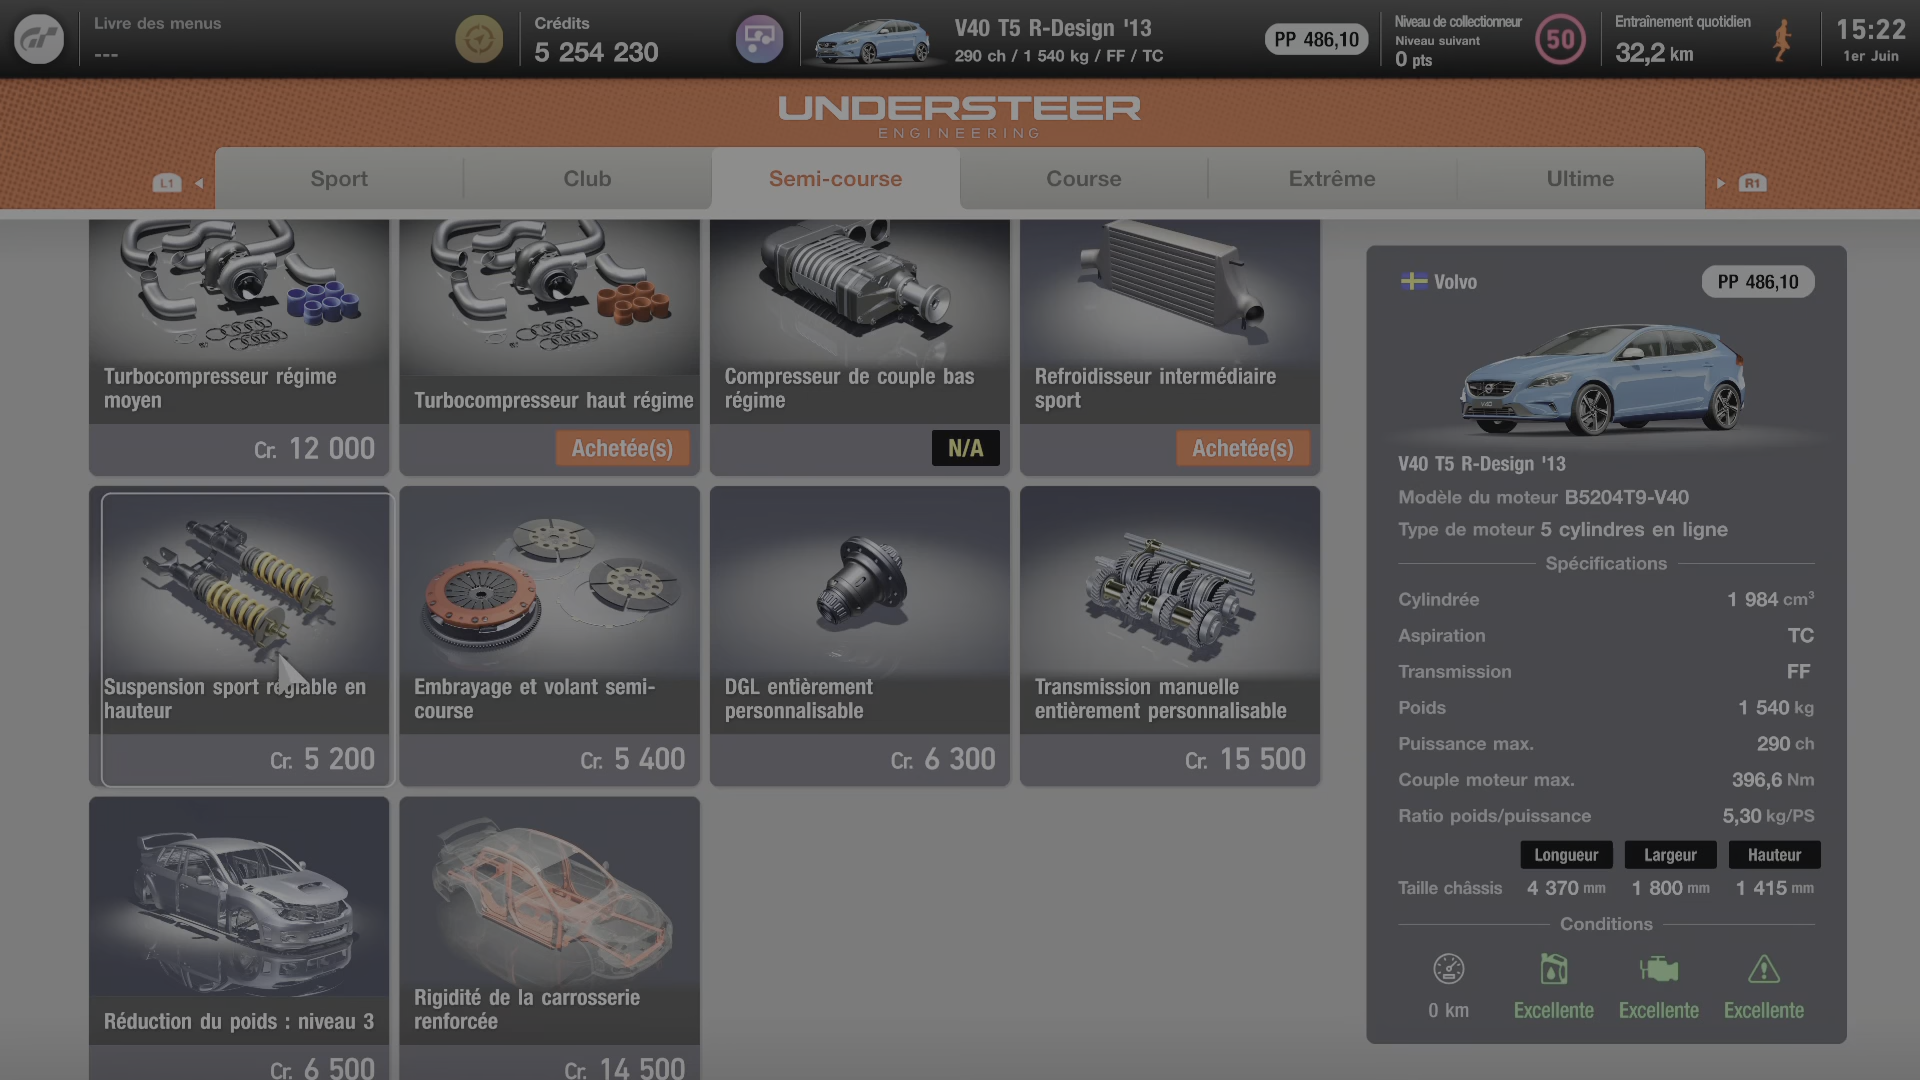 Livre des menus
---
Crédits
5 254 230
V40 T5 R-Design '13
290 ch / 1 540 kg / FF / TC
PP 486,10
Niveau de collectionneur
Niveau suivant
0 pts
50
Entraînement quotidien
32,2 km
15:22
1er Juin
UNDERSTEER
ENGINEERING
L1
Sport
Club
Semi-course
Course
Extrême
Ultime
R1
Turbocompresseur régime
moyen
Cr. 12 000
Turbocompresseur haut régime
Achetée(s)
Compresseur de couple bas
régime
N/A
Refroidisseur intermédiaire
sport
Achetée(s)
Suspension sport réglable en
hauteur
Cr. 5 200
Embrayage et volant semi-
course
Cr. 5 400
DGL entièrement
personnalisable
Cr. 6 300
Transmission manuelle
entièrement personnalisable
Cr. 15 500
Réduction du poids : niveau 3
Cr. 6 500
Rigidité de la carrosserie
renforcée
Cr. 14 500
Volvo
PP 486,10
V40 T5 R-Design '13
Modèle du moteur B5204T9-V40
Type de moteur 5 cylindres en ligne
Spécifications
Cylindrée 1 984 cm³
Aspiration TC
Transmission FF
Poids 1 540 kg
Puissance max. 290 ch
Couple moteur max. 396,6 Nm
Ratio poids/puissance 5,30 kg/PS
Longueur Largeur Hauteur
Taille châssis 4 370 mm 1 800 mm 1 415 mm
Conditions
0 km Excellente Excellente Excellente